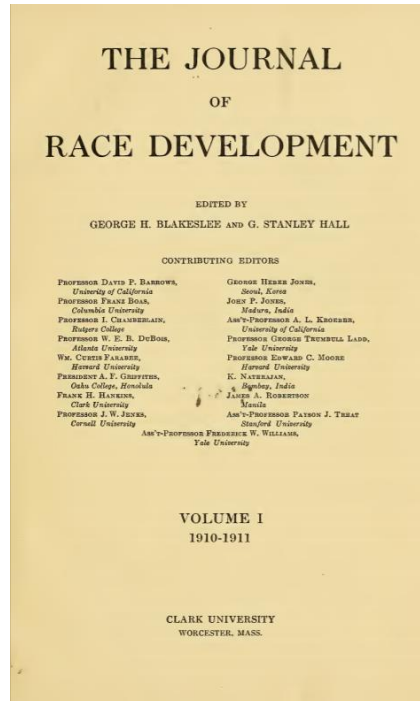 THE JOURNAL
OF
RACE DEVELOPMENT
EDITED BY
GEORGE H. BLAKESLEE AND G. STANLEY HALL
CONTRIBUTING EDITORS
PROFESSOR DAVID P. BARROWS,
Univerity of California
PROFESSOR FRANZ BOAS,
Columbia University
PROFESSOR I. CHAMBERLAIN,
Rutgers College
PROFESSOR W. E. B. DUBOIS,
Atlanta University
WM. CURTIS FARABEE,
Harvard University
PRESIDENT A. F. GRIFFITHS,
Oahu College, Honolulu
FRANK H. HANKINS,
Clark University
PROFESSOR J. W. JENKS,
Cornell University
GEORGE HEBER JONES,
Seoul, Korea
JOHN P. JONES,
Madura, India
ASS'T-PROFESSOR A. L. KROEBER,
University of California
PROFESSOR GEORGE TRUMBULL LADD,
Yale University
PROFESSOR EDWARD C. MOORE
Harvard University
K. NATARAJAN,
Bombay, India
JAMES A. ROBERTSON
Manila
ASS'T-PROFESSOR PAYSON J. TREAT
Stanford University
ASS'T-PROFESSOR FREDERICK W. WILLIAMS,
Yale University
VOLUME I
1910-1911
CLARK UNIVERSITY
WORCESTER, MASS.